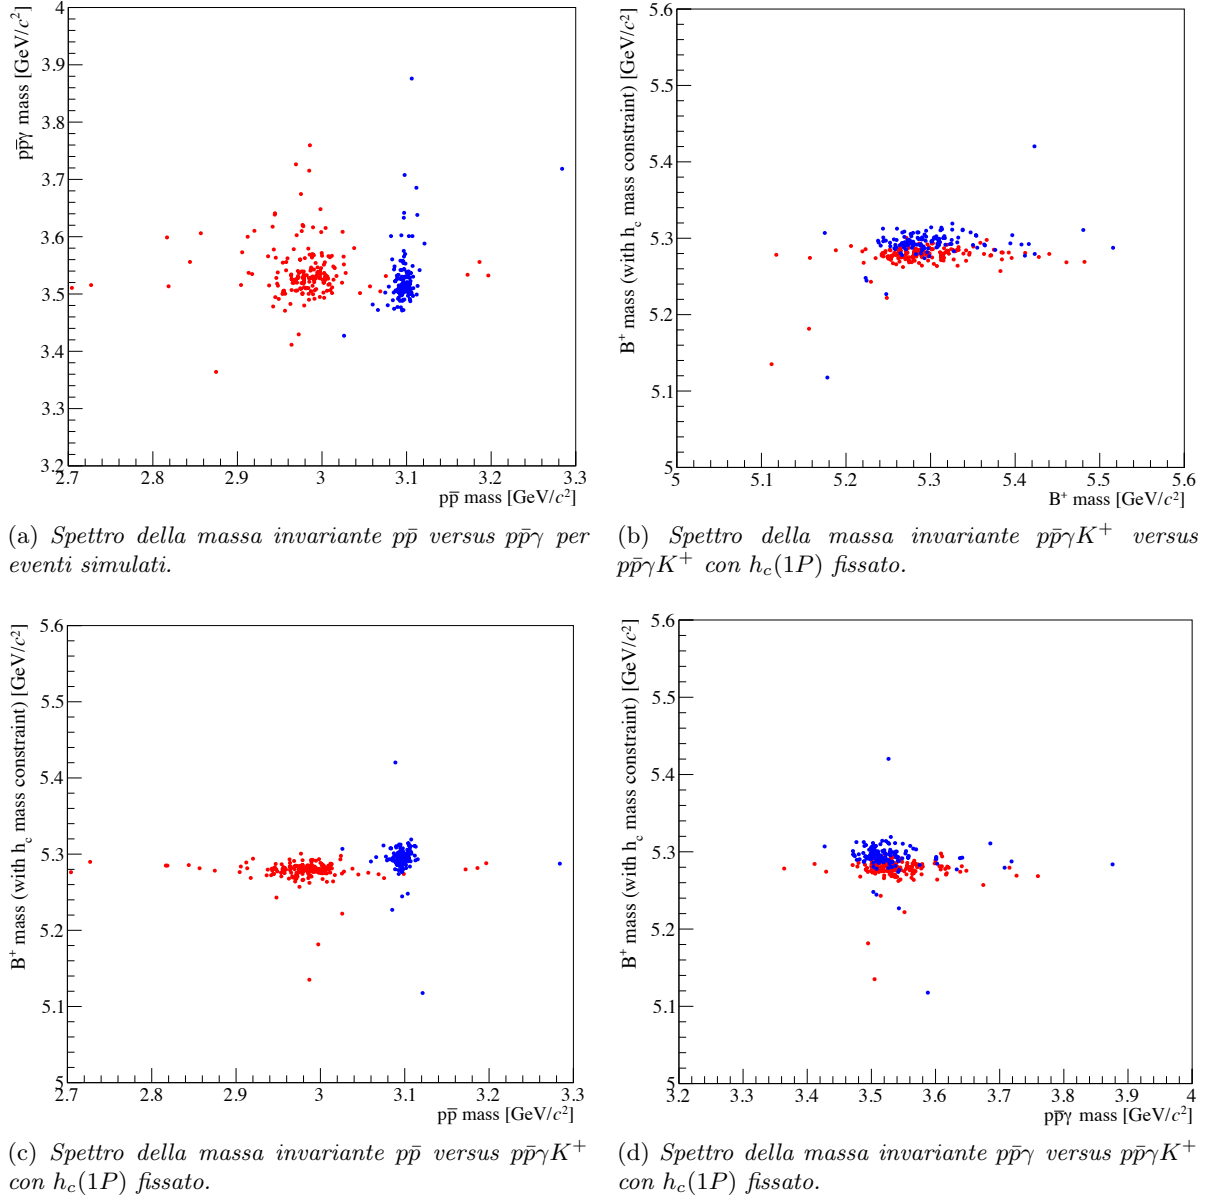 4
3.9
3.8
3.7
3.6
3.5
3.4
3.3
3.2
pp̄γ mass [GeV/c²]
2.7 2.8 2.9 3 3.1 3.2 3.3
pp̄ mass [GeV/c²]
5.6
5.5
5.4
5.3
5.2
5.1
5
B⁺ mass (with h_c mass constraint) [GeV/c²]
5 5.1 5.2 5.3 5.4 5.5 5.6
B⁺ mass [GeV/c²]
(a) Spettro della massa invariante pp̄ versus pp̄γ per
eventi simulati.
(b) Spettro della massa invariante pp̄γK⁺ versus
pp̄γK⁺ con h_c(1P) fissato.
5.6
5.5
5.4
5.3
5.2
5.1
5
B⁺ mass (with h_c mass constraint) [GeV/c²]
2.7 2.8 2.9 3 3.1 3.2 3.3
pp̄ mass [GeV/c²]
5.6
5.5
5.4
5.3
5.2
5.1
5
B⁺ mass (with h_c mass constraint) [GeV/c²]
3.2 3.3 3.4 3.5 3.6 3.7 3.8 3.9 4
pp̄γ mass [GeV/c²]
(c) Spettro della massa invariante pp̄ versus pp̄γK⁺
con h_c(1P) fissato.
(d) Spettro della massa invariante pp̄γ versus pp̄γK⁺
con h_c(1P) fissato.